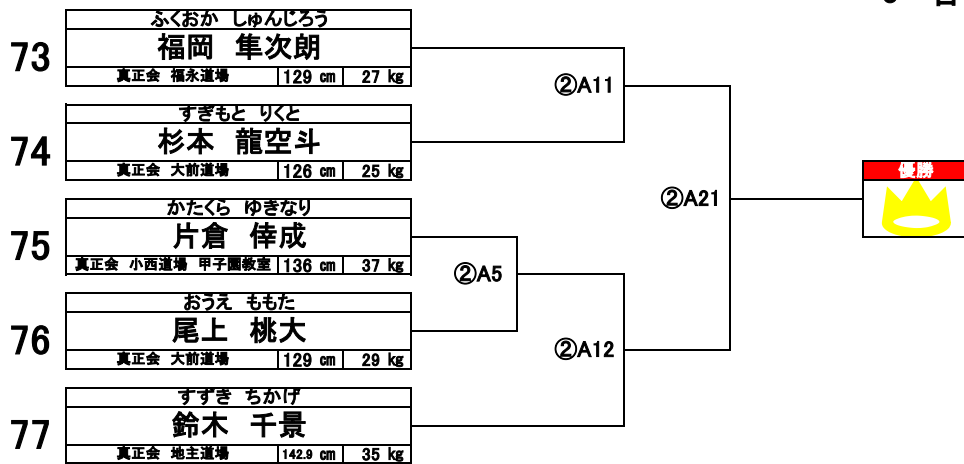 ふくおか しゅんじろう
73
福岡 隼次朗
真正会 福永道場 129 cm 27 kg
②A11
すぎもと りくと
74
杉本 龍空斗
真正会 大前道場 126 cm 25 kg
優勝
②A21
かたくら ゆきなり
75
片倉 倖成
真正会 小西道場 甲子園教室 136 cm 37 kg
②A5
おうえ ももた
76
尾上 桃大
真正会 大前道場 129 cm 29 kg
②A12
すずき ちかげ
77
鈴木 千景
真正会 地主道場 142.9 cm 35 kg